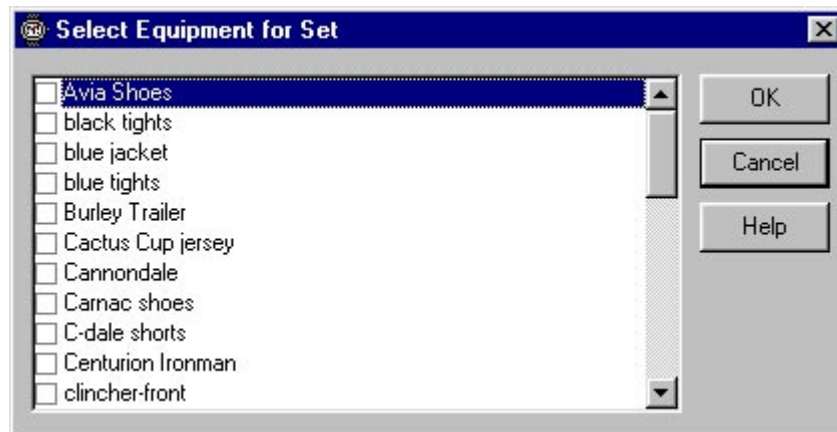 Select Equipment for Set
Avia Shoes
black tights
blue jacket
blue tights
Burley Trailer
Cactus Cup jersey
Cannondale
Carnac shoes
C-dale shorts
Centurion Ironman
clincher-front
OK
Cancel
Help